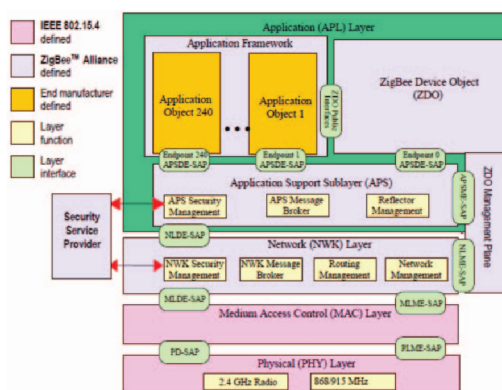 IEEE 802.15.4
defined
ZigBee™ Alliance
defined
End manufacturer
defined
Layer
function
Layer
interface
Application (APL) Layer
Application Framework
Application
Object 240
...
Application
Object 1
ZDO Public
Interfaces
ZigBee Device Object
(ZDO)
Endpoint 240
APSDE-SAP
Endpoint 1
APSDE-SAP
Endpoint 0
APSDE-SAP
Application Support Sublayer (APS)
APS Security
Management
APS Message
Broker
Reflector
Management
APSME-SAP
ZDO Management Plane
Security
Service
Provider
NLDE-SAP
Network (NWK) Layer
NWK Security
Management
NWK Message
Broker
Routing
Management
Network
Management
NLME-SAP
MLDE-SAP
MLME-SAP
Medium Access Control (MAC) Layer
PD-SAP
PLME-SAP
Physical (PHY) Layer
2.4 GHz Radio
868/915 MHz